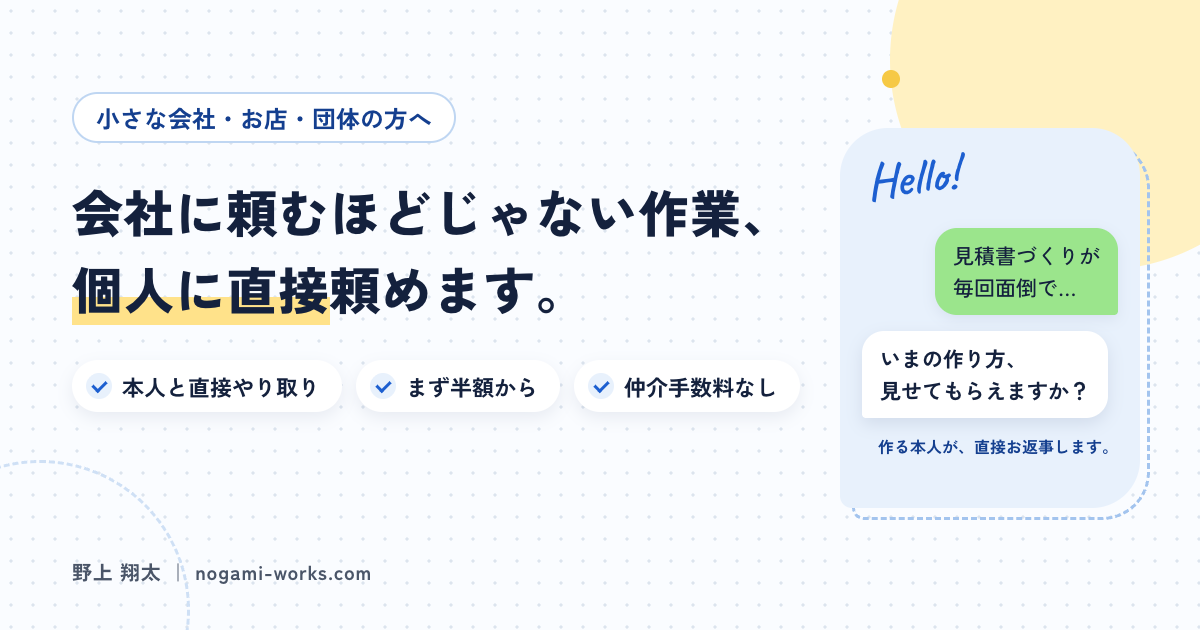 小さな会社・お店・団体の方へ
会社に頼むほどじゃない作業、
個人に直接頼めます。
本人と直接やり取り
まず半額から
仲介手数料なし
Hello!
見積書づくりが
毎回面倒で…
いまの作り方、
見せてもらえますか？
作る本人が、直接お返事します。
野上 翔太 | nogami-works.com